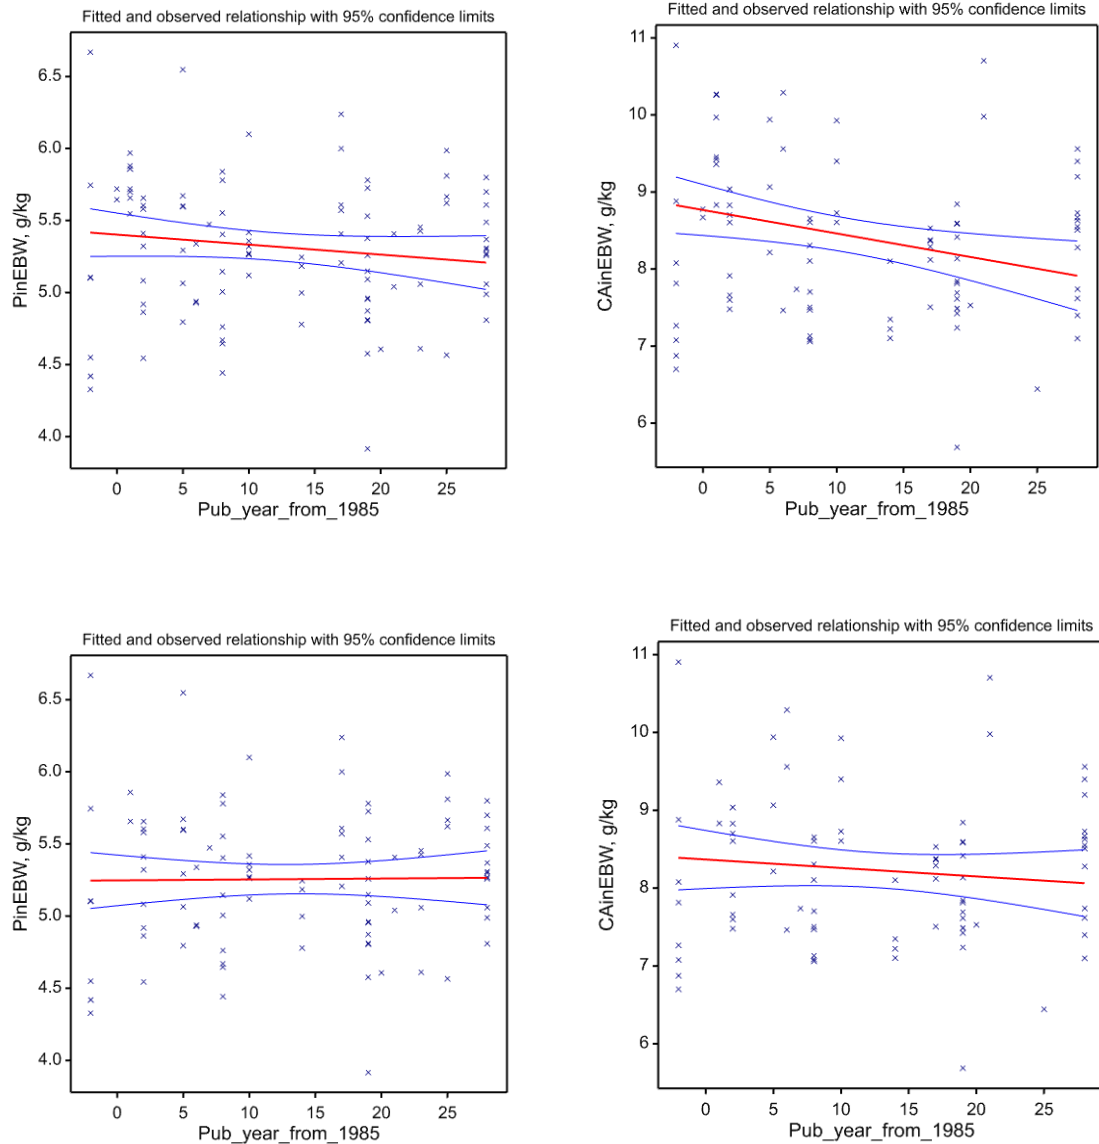 Fitted and observed relationship with 95% confidence limits
6.5
6.0
5.5
5.0
4.5
4.0
PinEBW, g/kg
0 5 10 15 20 25
Pub_year_from_1985
Fitted and observed relationship with 95% confidence limits
11
10
9
8
7
6
CAinEBW, g/kg
0 5 10 15 20 25
Pub_year_from_1985
Fitted and observed relationship with 95% confidence limits
6.5
6.0
5.5
5.0
4.5
4.0
PinEBW, g/kg
0 5 10 15 20 25
Pub_year_from_1985
Fitted and observed relationship with 95% confidence limits
11
10
9
8
7
6
CAinEBW, g/kg
0 5 10 15 20 25
Pub_year_from_1985